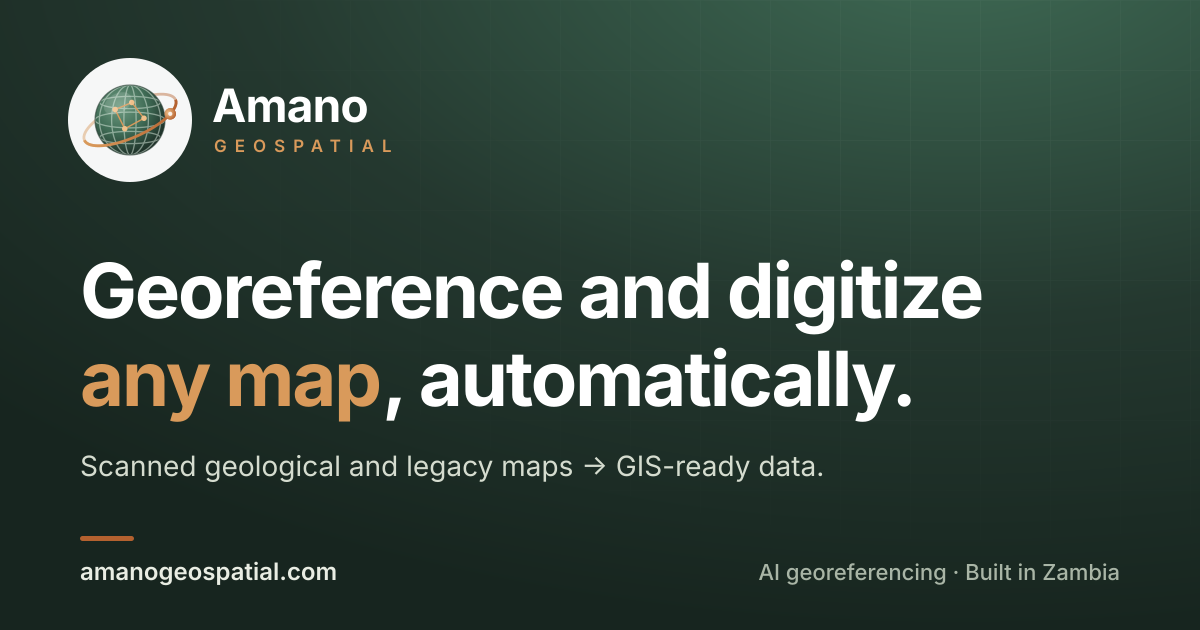 Amano
GEOSPATIAL
Georeference and digitize
any map, automatically.
Scanned geological and legacy maps → GIS-ready data.
amanogeospatial.com
AI georeferencing · Built in Zambia